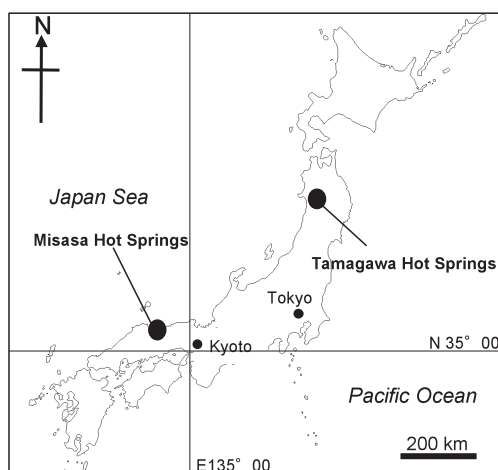 N
Japan Sea
Misasa Hot Springs
Tamagawa Hot Springs
Tokyo
Kyoto
N 35° 00
Pacific Ocean
200 km
E135° 00